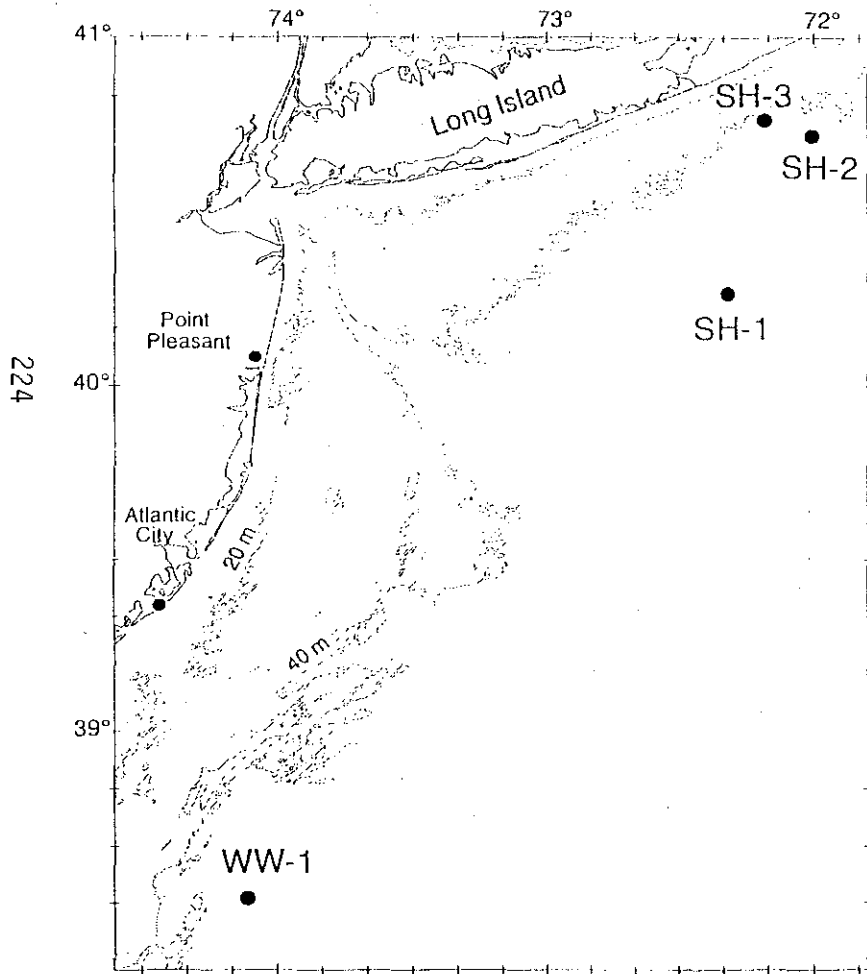 74°
73°
72°
41°
Long Island
SH-3
SH-2
SH-1
Point
Pleasant
224
40°
Atlantic
City
20 m
40 m
39°
WW-1